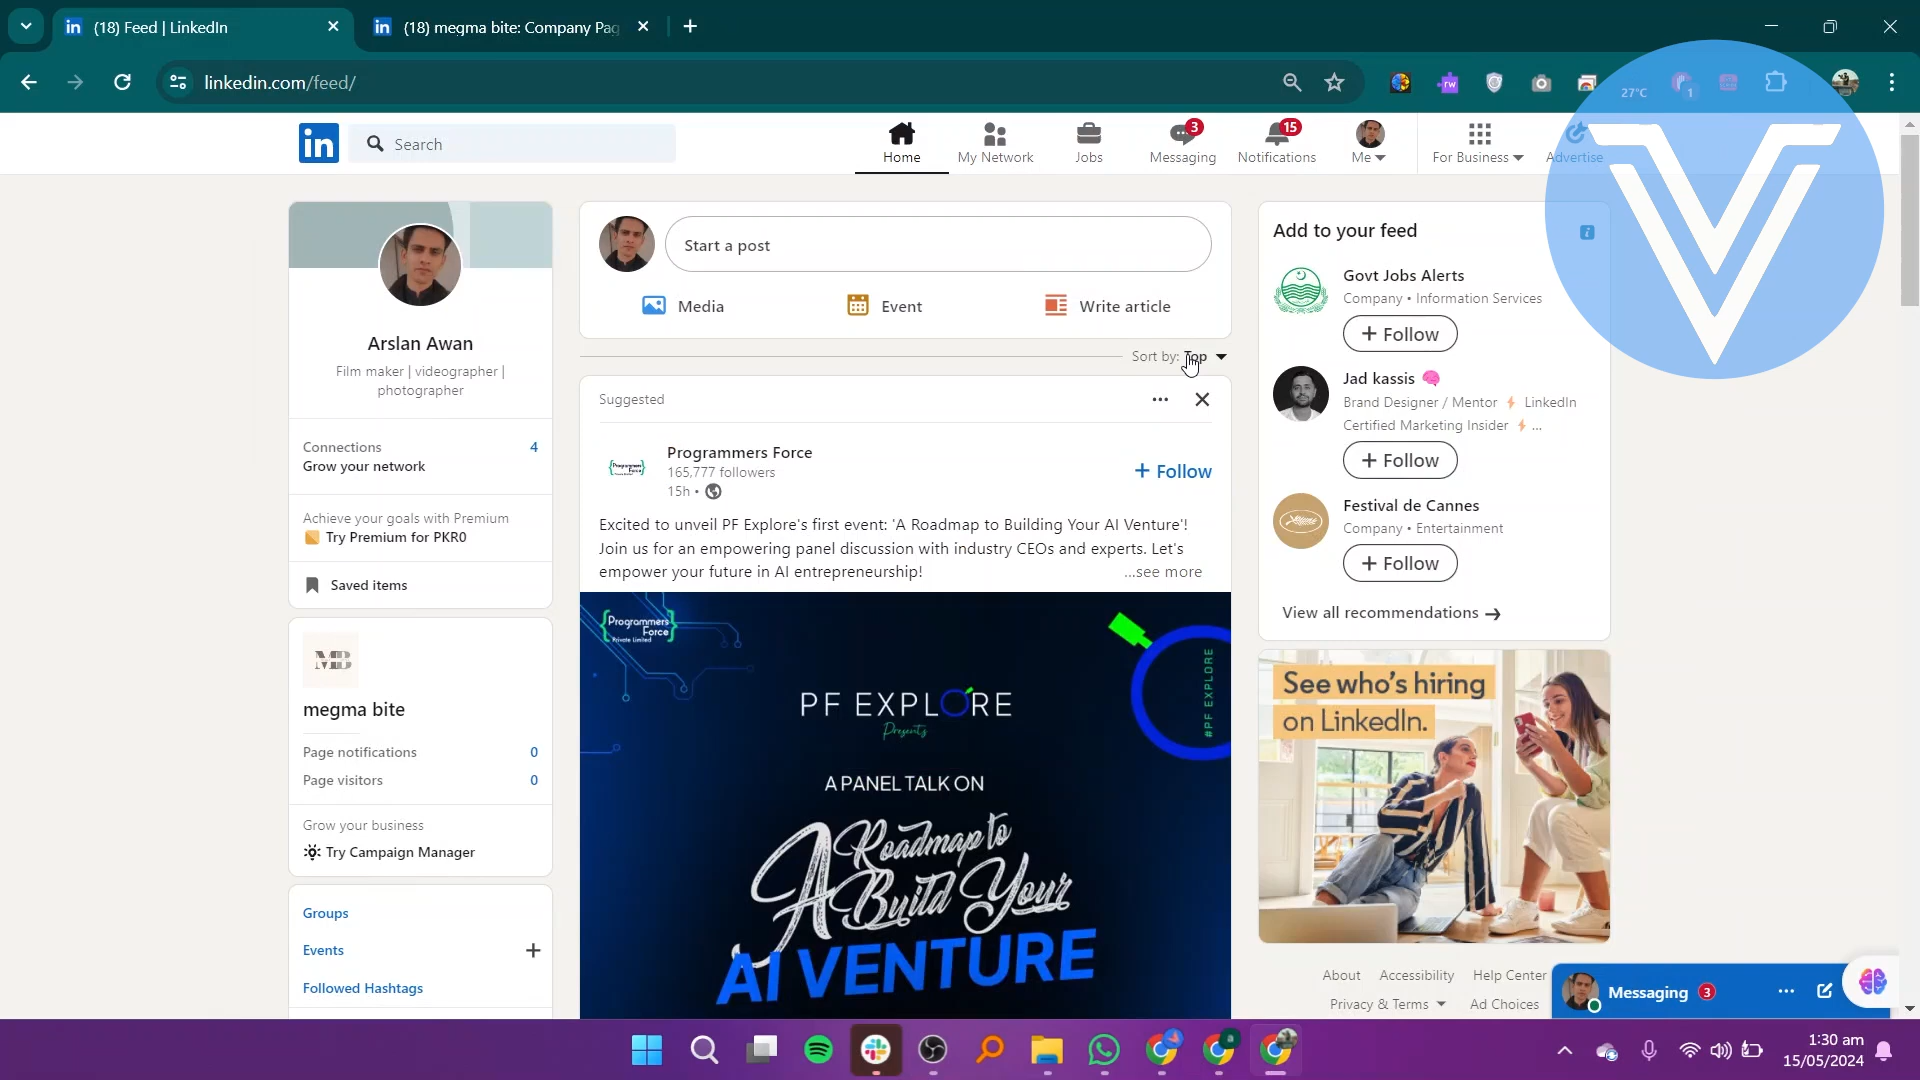 (18) Feed | LinkedIn
(18) megma bite: Company Pag
linkedin.com/feed/
27°C
1
in
Search
Home
My Network
Jobs
3
Messaging
15
Notifications
Me
For Business
Advertise
Arslan Awan
Film maker | videographer |
photographer
Connections 4
Grow your network
Achieve your goals with Premium
Try Premium for PKR0
Saved items
MB
megma bite
Page notifications 0
Page visitors 0
Grow your business
Try Campaign Manager
Groups
Events +
Followed Hashtags
Start a post
Media
Event
Write article
Sort by: Top
Suggested
Programmers Force
165,777 followers
15h •
+ Follow
Excited to unveil PF Explore's first event: 'A Roadmap to Building Your AI Venture'!
Join us for an empowering panel discussion with industry CEOs and experts. Let's
empower your future in AI entrepreneurship! ...see more
{Programmers
Force}
Private Limited
#PF EXPLORE
PF EXPLORE
Presents
A PANEL TALK ON
A Roadmap to
Build Your
AI VENTURE
Add to your feed
Govt Jobs Alerts
Company • Information Services
+ Follow
Jad kassis
Brand Designer / Mentor ⚡ LinkedIn
Certified Marketing Insider ⚡ ...
+ Follow
Festival de Cannes
Company • Entertainment
+ Follow
View all recommendations →
See who's hiring
on LinkedIn.
About Accessibility Help Center
Privacy & Terms Ad Choices
Messaging 3
1:30 am
15/05/2024